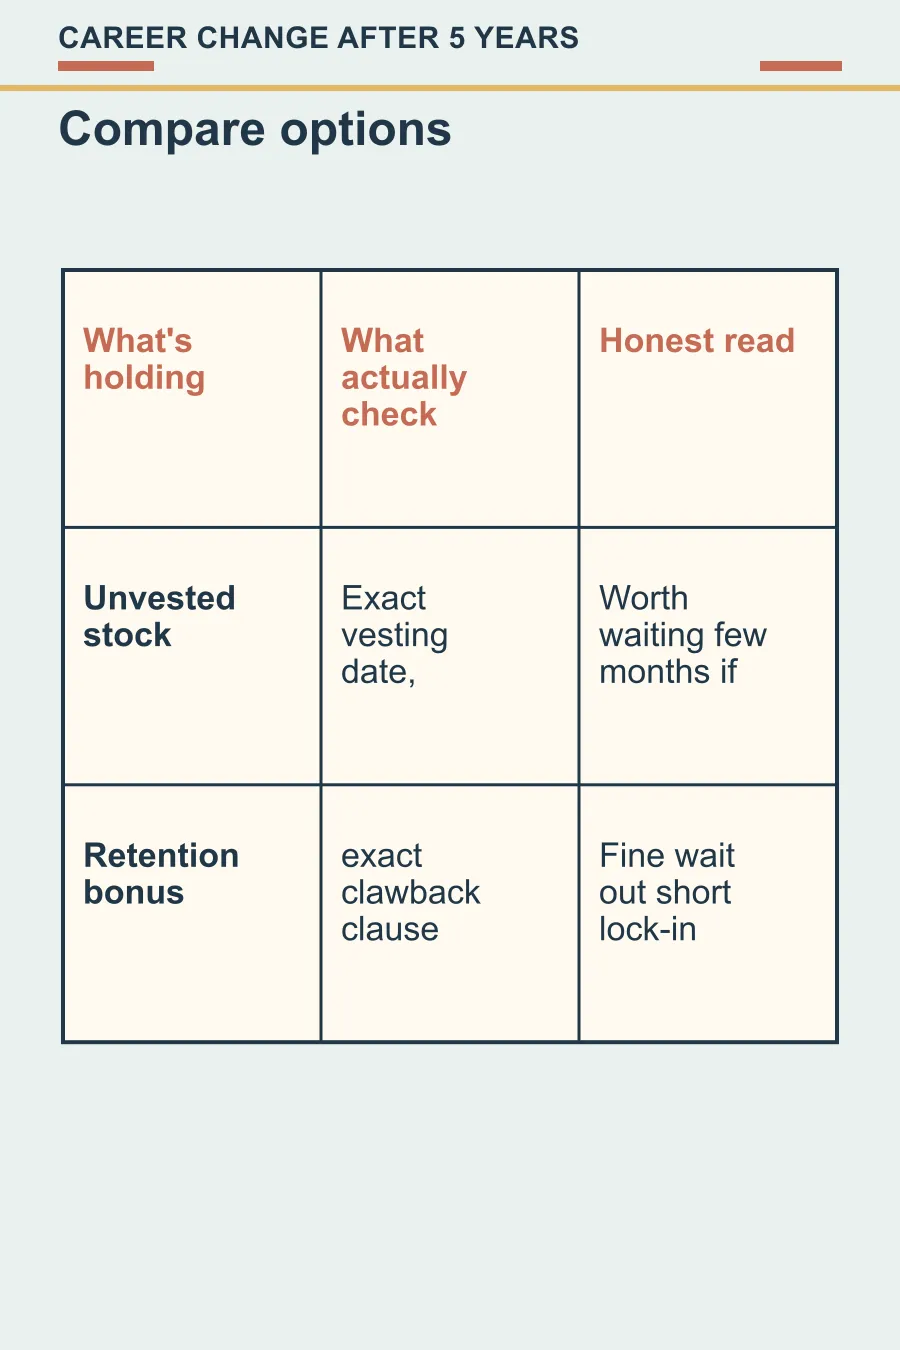 CAREER CHANGE AFTER 5 YEARS
Compare options
What's
holding
What
actually
check
Honest read
Unvested
stock
Exact
vesting
date,
Worth
waiting few
months if
Retention
bonus
exact
clawback
clause
Fine wait
out short
lock-in